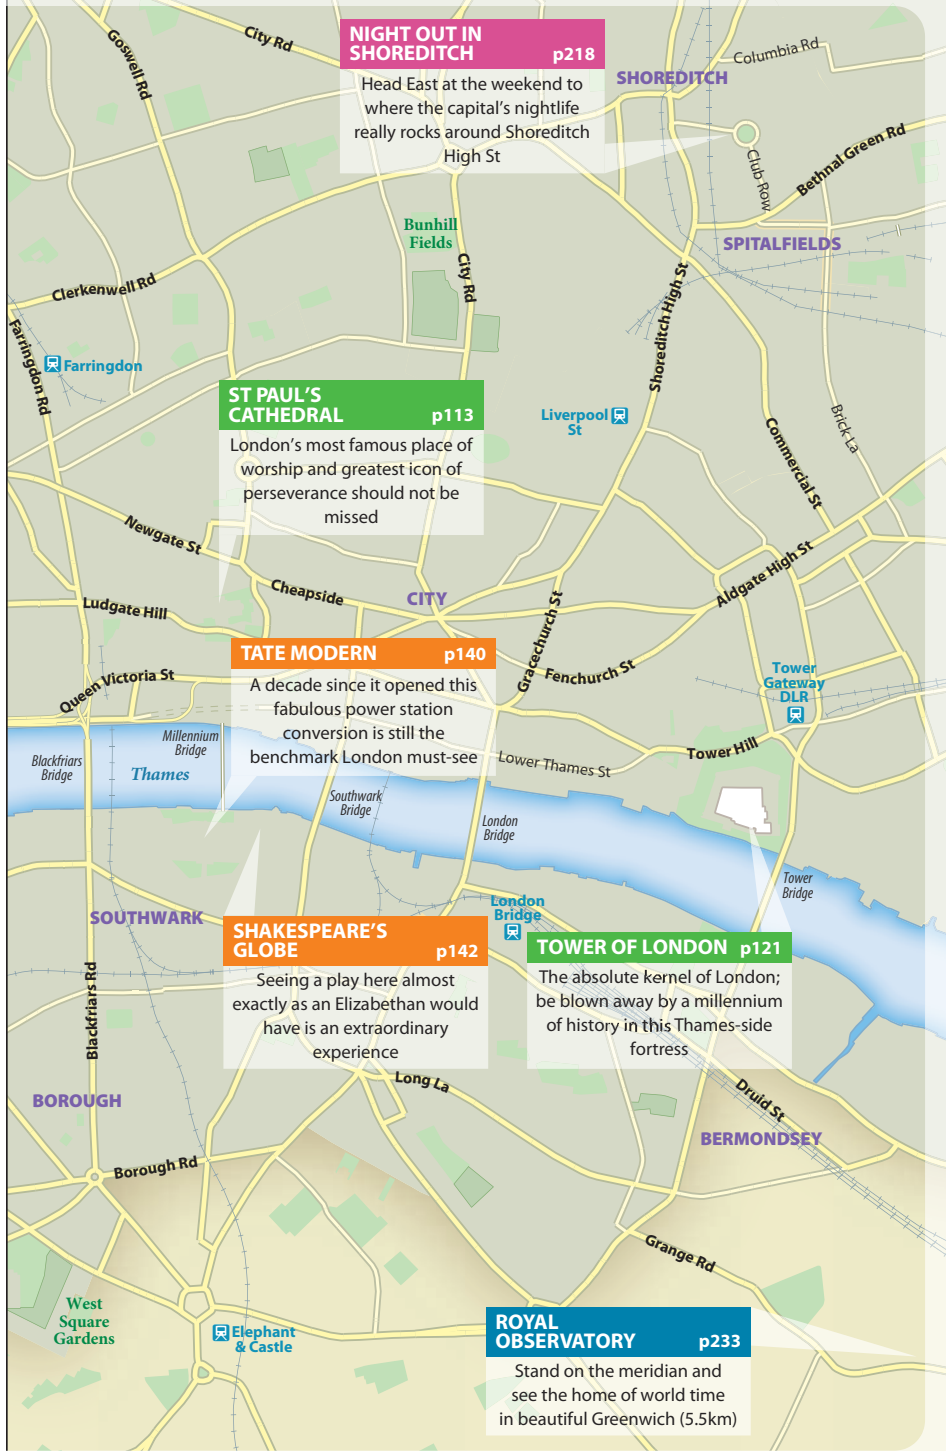 City Rd
Goswell Rd
NIGHT OUT IN
SHOREDITCH p218
Head East at the weekend to
where the capital's nightlife
really rocks around Shoreditch
High St
Columbia Rd
SHOREDITCH
Club Row
Bethnal Green Rd
Bunhill
Fields
SPITALFIELDS
City Rd
Clerkenwell Rd
Shoreditch High St
Farringdon Rd
Farringdon
ST PAUL'S
CATHEDRAL p113
London's most famous place of
worship and greatest icon of
perseverance should not be
missed
Liverpool
St
Brick La
Commercial St
Newgate St
Cheapside
CITY
Aldgate High St
Ludgate Hill
Gracechurch St
TATE MODERN p140
A decade since it opened this
fabulous power station
conversion is still the
benchmark London must-see
Fenchurch St
Queen Victoria St
Tower
Gateway
DLR
Millennium
Bridge
Blackfriars
Bridge
Thames
Lower Thames St
Tower Hill
Southwark
Bridge
London
Bridge
Tower
Bridge
London
Bridge
SOUTHWARK
SHAKESPEARE'S
GLOBE p142
Seeing a play here almost
exactly as an Elizabethan would
have is an extraordinary
experience
TOWER OF LONDON p121
The absolute kernel of London;
be blown away by a millennium
of history in this Thames-side
fortress
Blackfriars Rd
Long La
Druid St
BOROUGH
BERMONDSEY
Borough Rd
Grange Rd
West
Square
Gardens
Elephant
& Castle
ROYAL
OBSERVATORY p233
Stand on the meridian and
see the home of world time
in beautiful Greenwich (5.5km)